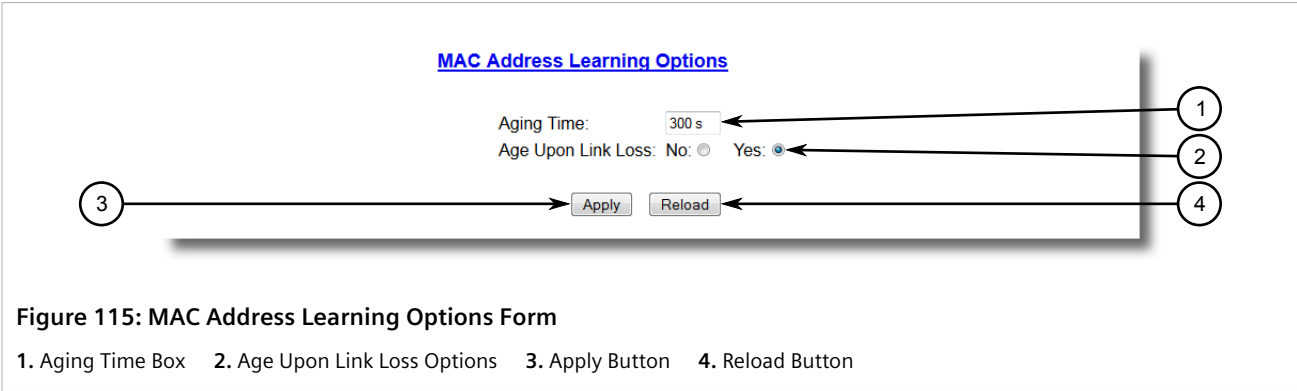 MAC Address Learning Options
Aging Time: 300 s
1
Age Upon Link Loss: No: Yes:
2
3
Apply Reload
4
Figure 115: MAC Address Learning Options Form
1. Aging Time Box 2. Age Upon Link Loss Options 3. Apply Button 4. Reload Button